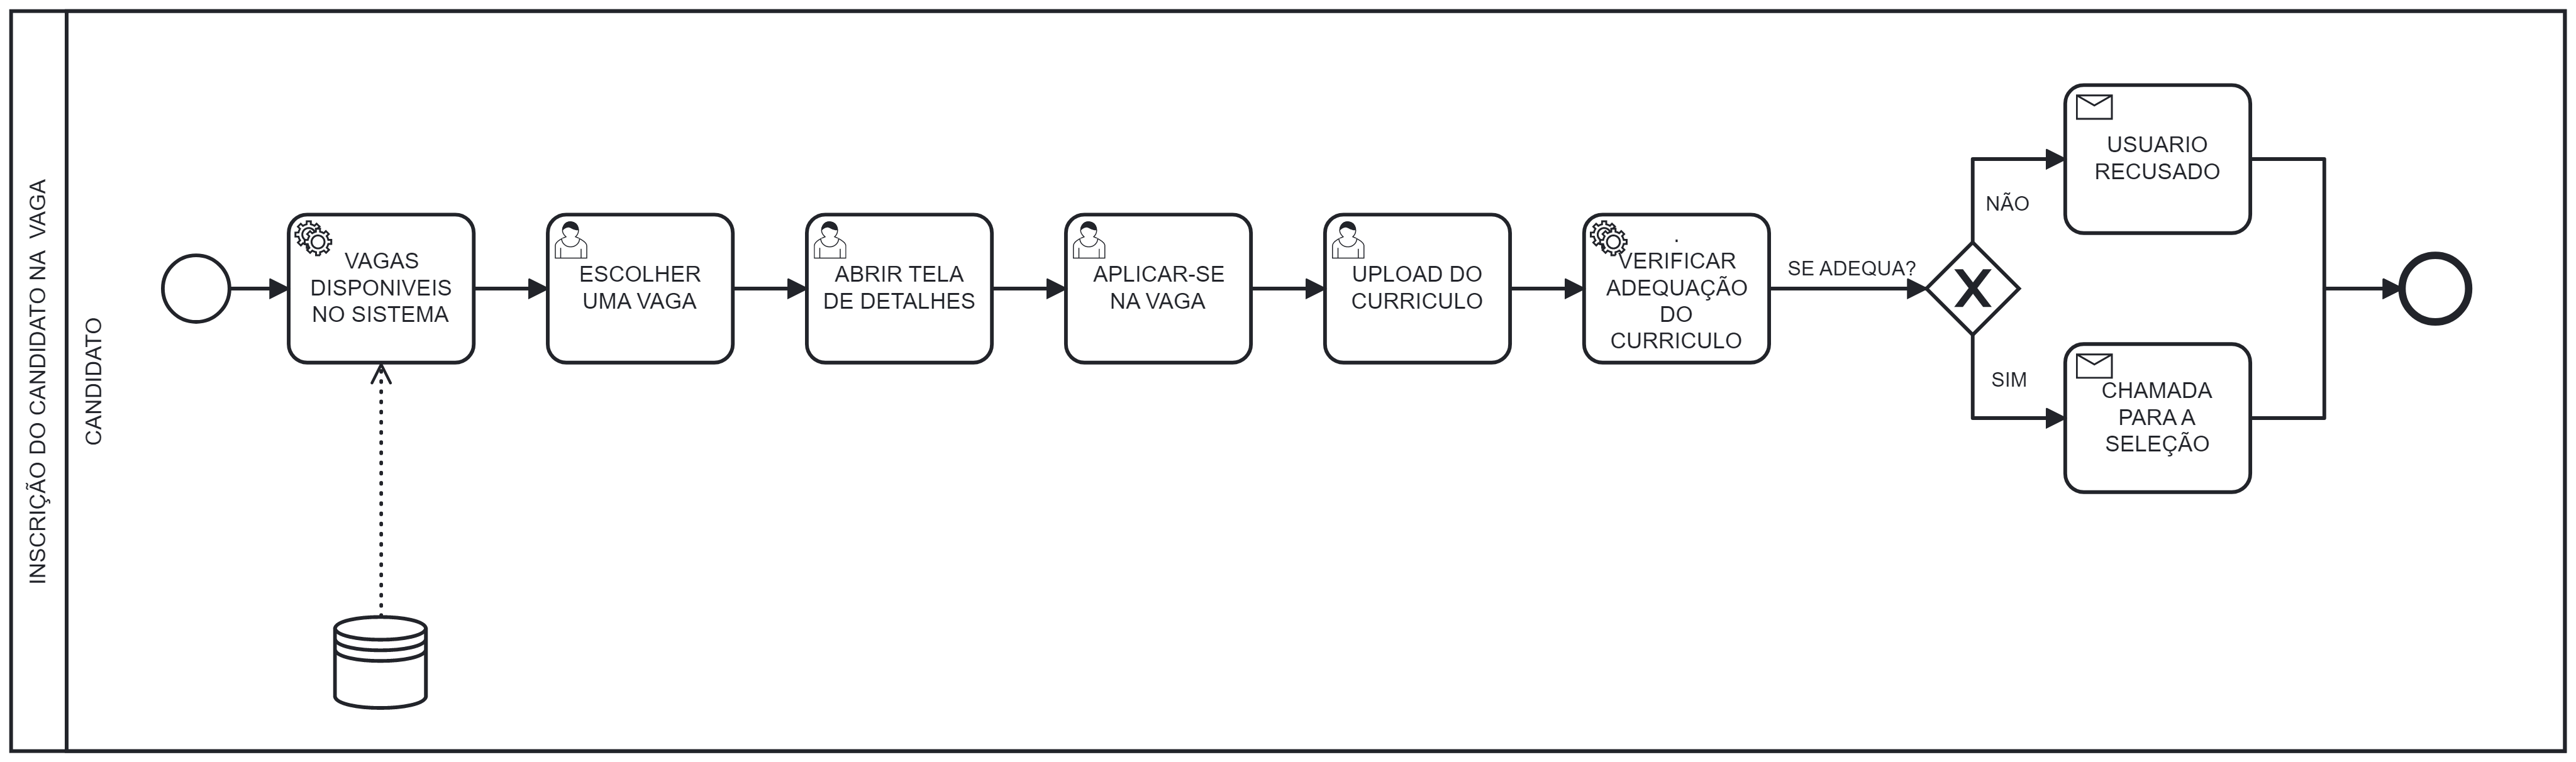 INSCRIÇÃO DO CANDIDATO NA VAGA
CANDIDATO
VAGAS
DISPONIVEIS
NO SISTEMA
ESCOLHER
UMA VAGA
ABRIR TELA
DE DETALHES
APLICAR-SE
NA VAGA
UPLOAD DO
CURRICULO
.
VERIFICAR
ADEQUAÇÃO
DO
CURRICULO
SE ADEQUA?
NÃO
USUARIO
RECUSADO
SIM
CHAMADA
PARA A
SELEÇÃO